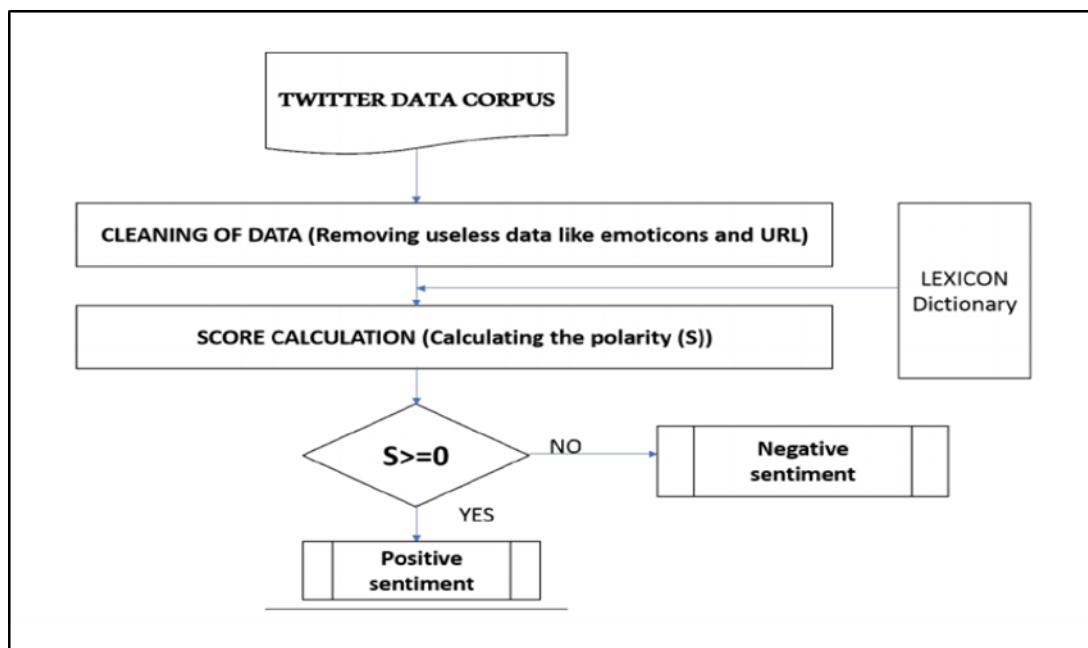 TWITTER DATA CORPUS
CLEANING OF DATA (Removing useless data like emoticons and URL)
LEXICON
Dictionary
SCORE CALCULATION (Calculating the polarity (S))
S>=0
NO
Negative
sentiment
YES
Positive
sentiment